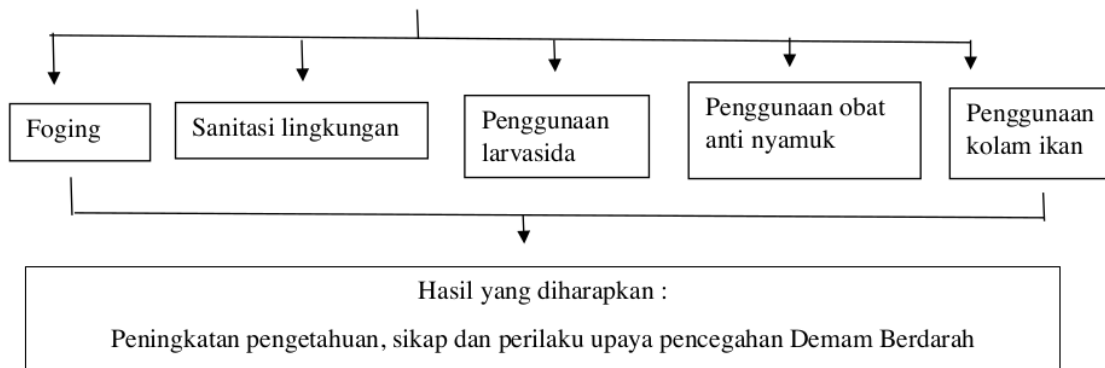 Foging
Sanitasi lingkungan
Penggunaan
larvasida
Penggunaan obat
anti nyamuk
Penggunaan
kolam ikan
Hasil yang diharapkan :
Peningkatan pengetahuan, sikap dan perilaku upaya pencegahan Demam Berdarah